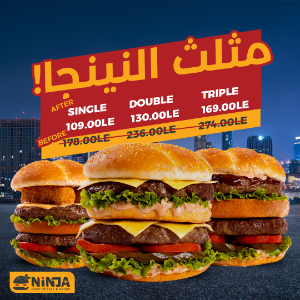 مثلث النينجا!
AFTER
SINGLE DOUBLE TRIPLE
109.00LE 130.00LE 169.00LE
BEFORE
178.00LE 236.00LE 274.00LE
NINJA